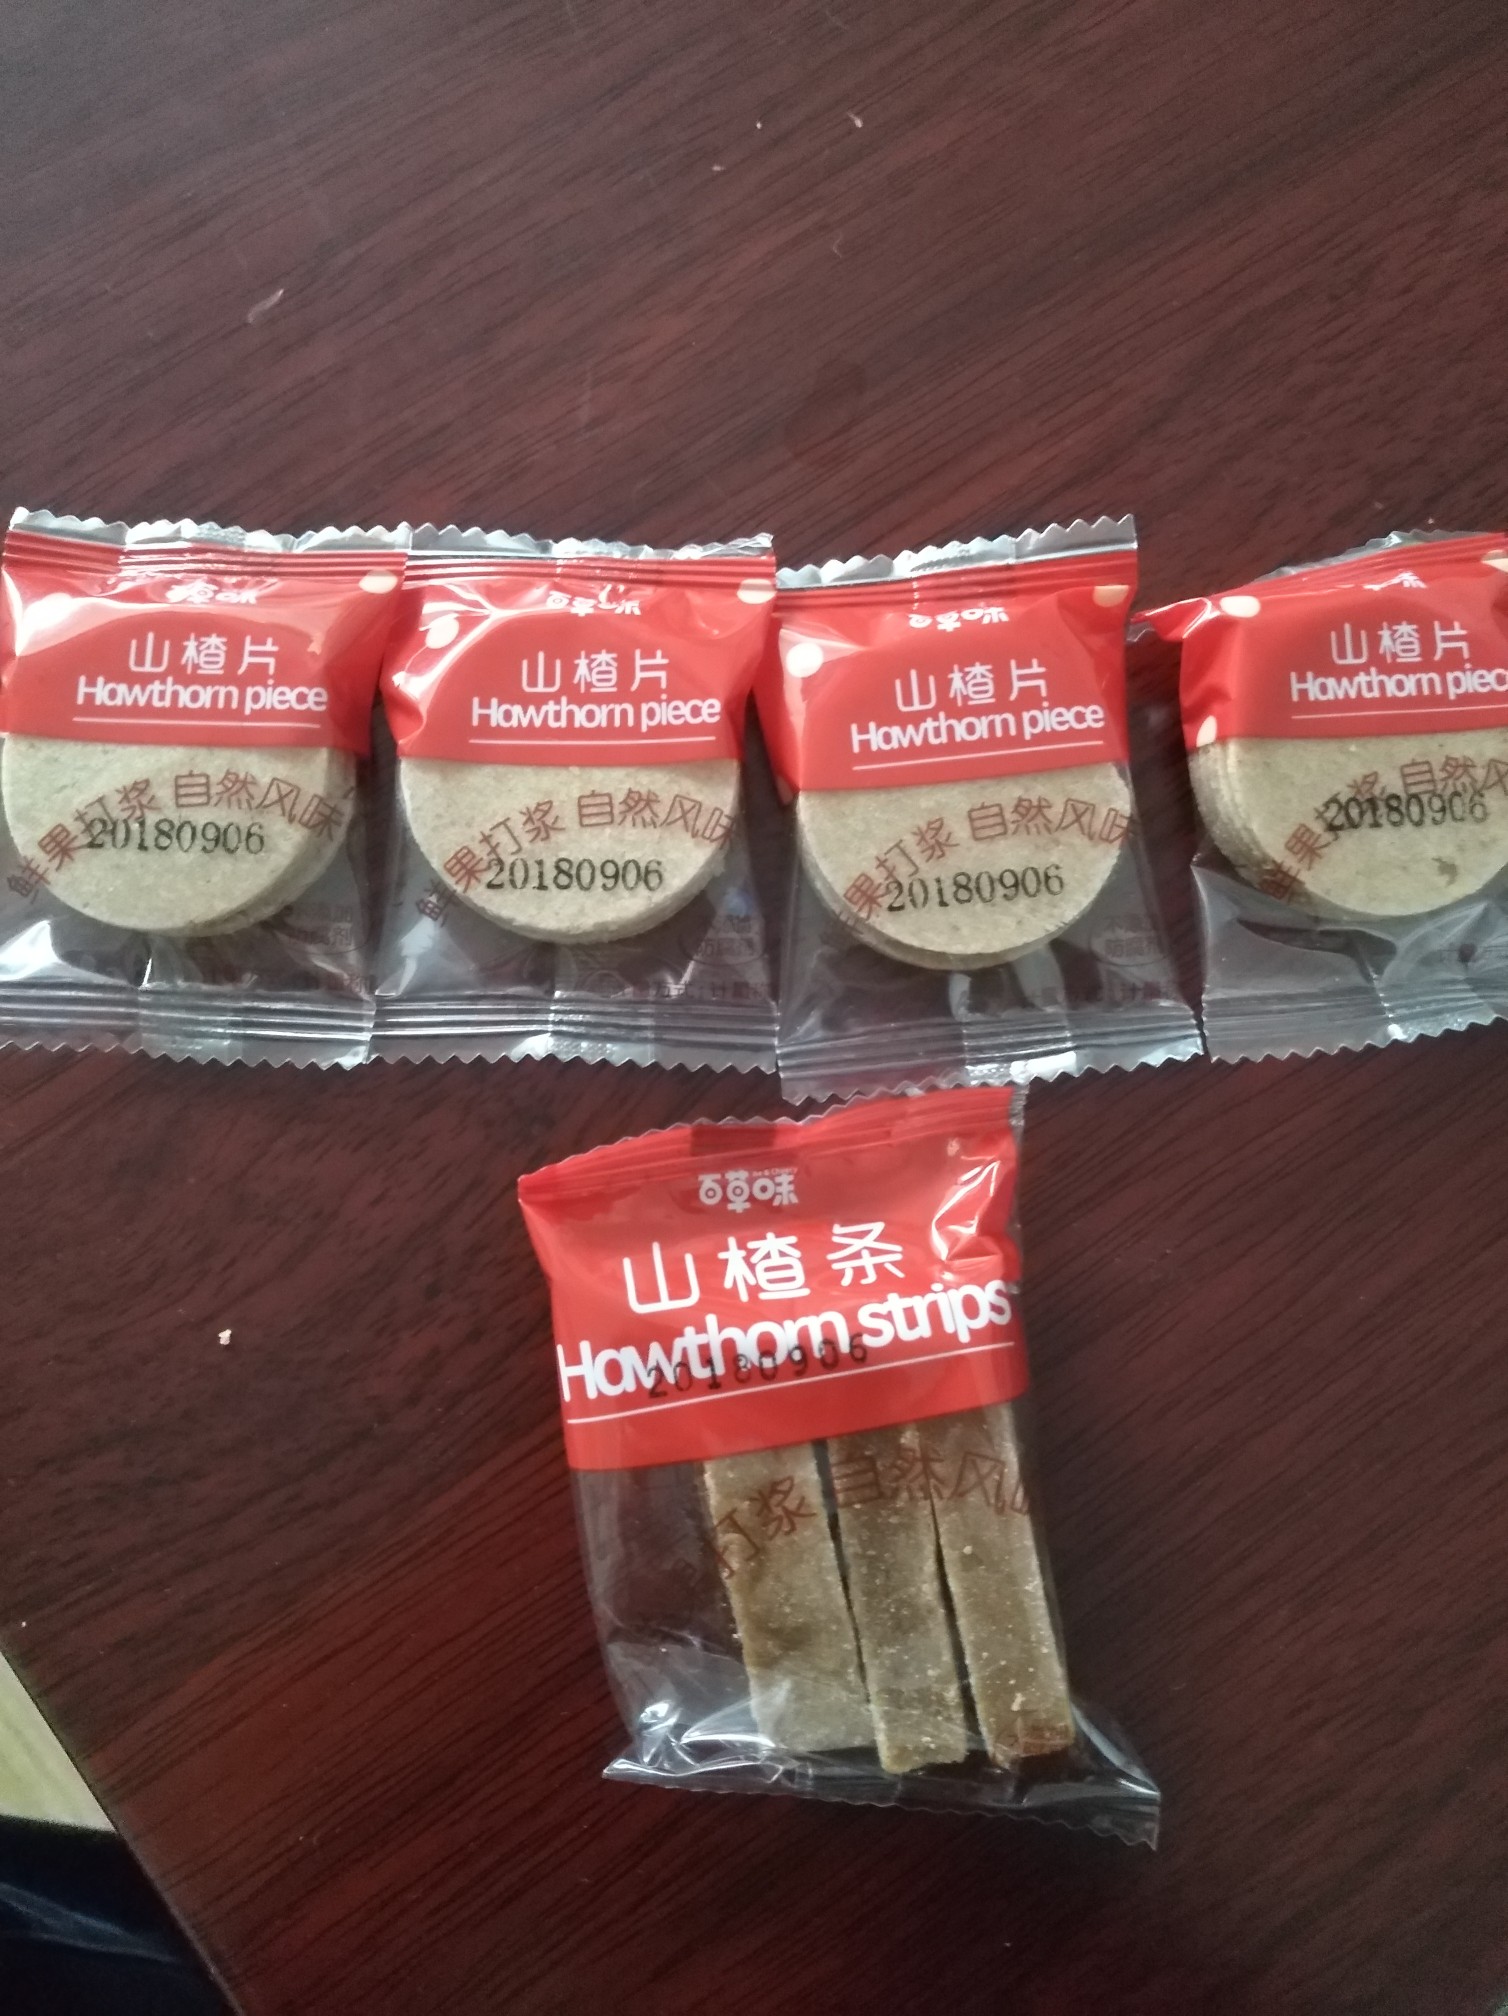 百草味
山楂片
Hawthorn piece
鲜果打浆 自然风味
20180906
百草味
山楂片
Hawthorn piece
鲜果打浆 自然风味
20180906
百草味
山楂片
Hawthorn piece
果打浆 自然风味
20180906
味
山楂片
Hawthorn piec
鲜果打浆 自然风
20180906
百草味
山楂条
Hawthorn strips
20180906
打浆 自然风味